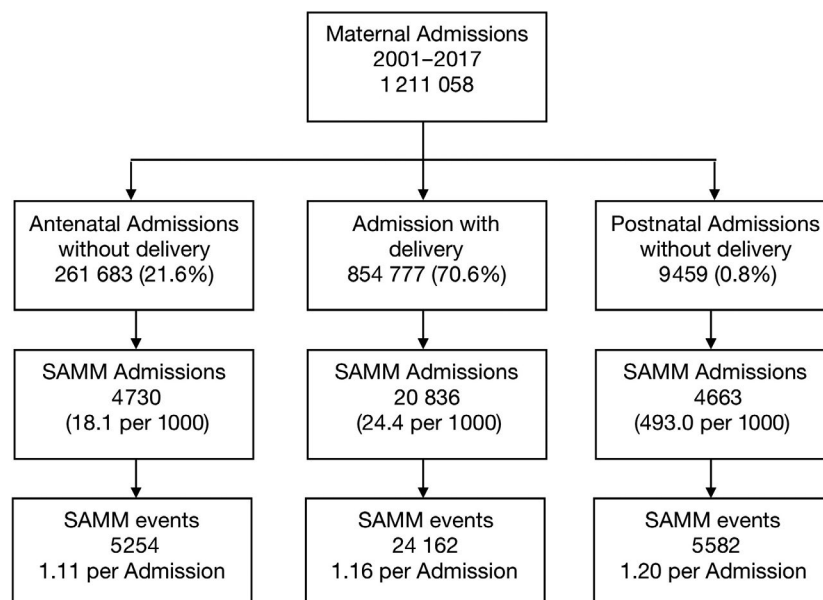 Maternal Admissions
2001–2017
1 211 058
Antenatal Admissions
without delivery
261 683 (21.6%)
Admission with
delivery
854 777 (70.6%)
Postnatal Admissions
without delivery
9459 (0.8%)
SAMM Admissions
4730
(18.1 per 1000)
SAMM Admissions
20 836
(24.4 per 1000)
SAMM Admissions
4663
(493.0 per 1000)
SAMM events
5254
1.11 per Admission
SAMM events
24 162
1.16 per Admission
SAMM events
5582
1.20 per Admission